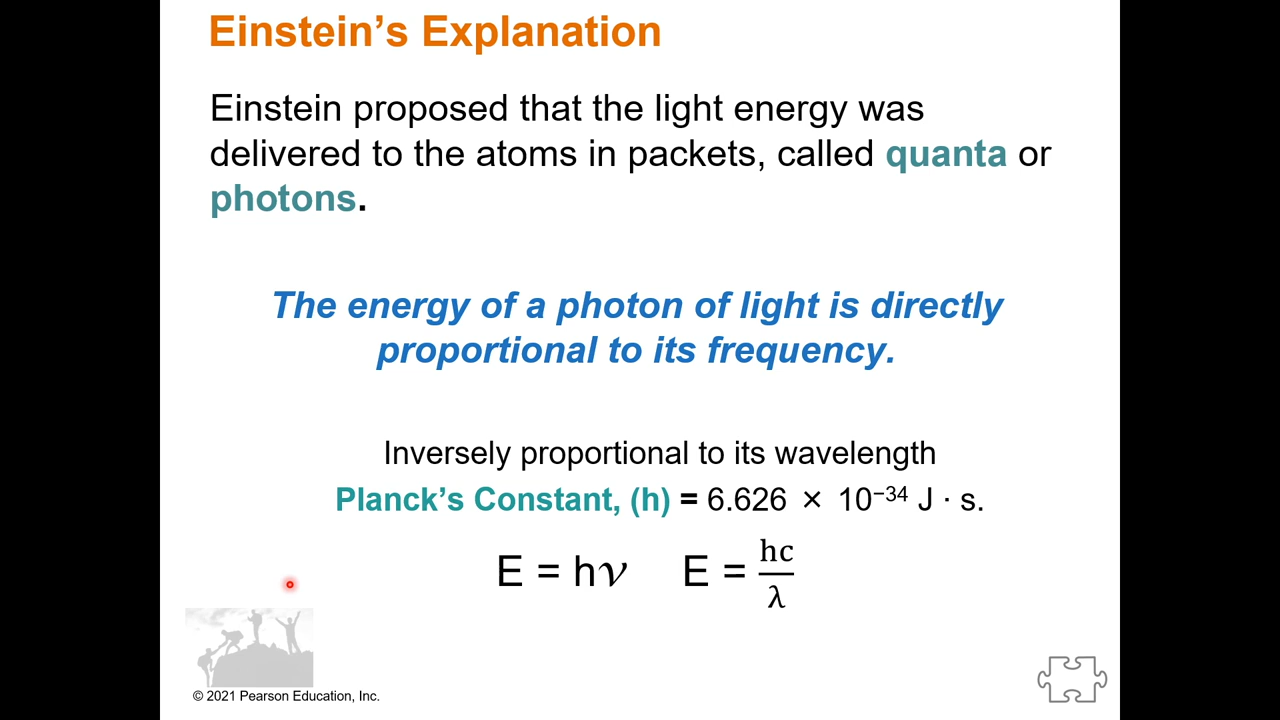 Einstein’s Explanation
Einstein proposed that the light energy was
delivered to the atoms in packets, called quanta or
photons.
The energy of a photon of light is directly
proportional to its frequency.
Inversely proportional to its wavelength
Planck’s Constant, (h) = 6.626 × 10⁻³⁴ J · s.
E = hν E = hc/λ
© 2021 Pearson Education, Inc.